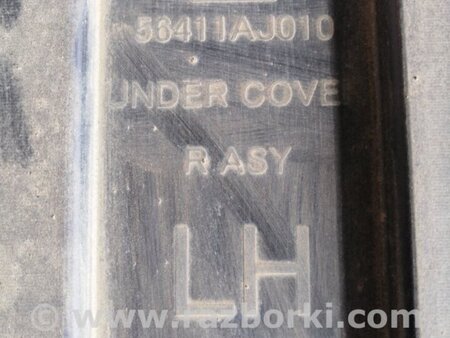 56411AJ010
UNDER COVE
R ASY
LH
© www.razborki.com